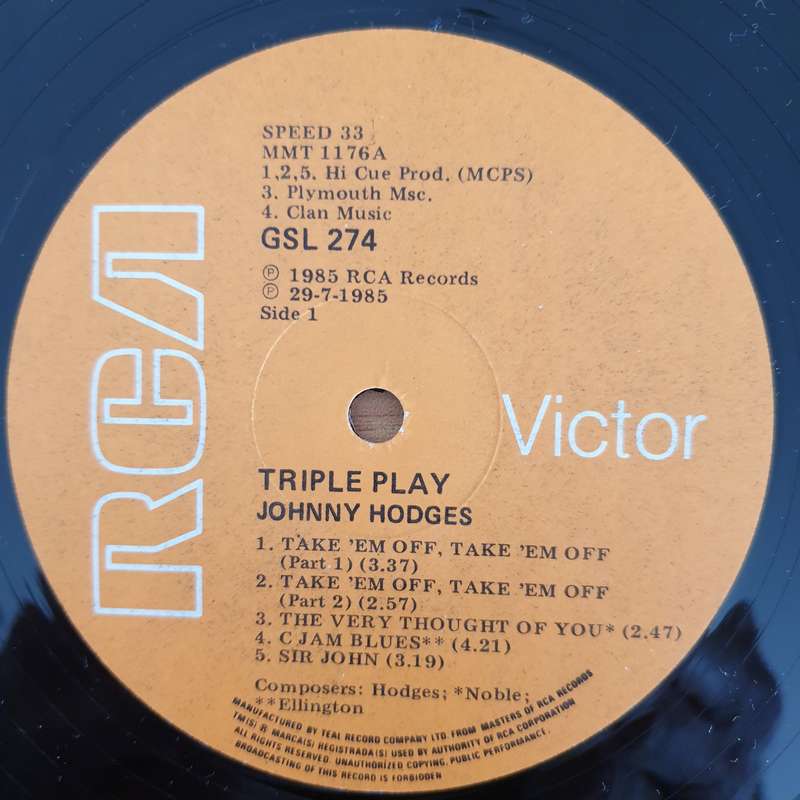 SPEED 33
MMT 1176A
1,2,5. Hi Cue Prod. (MCPS)
3. Plymouth Msc.
4. Clan Music
GSL 274
℗ 1985 RCA Records
℗ 29-7-1985
Side 1
RCA
Victor
TRIPLE PLAY
JOHNNY HODGES
1. TAKE 'EM OFF, TAKE 'EM OFF
(Part 1) (3.37)
2. TAKE 'EM OFF, TAKE 'EM OFF
(Part 2) (2.57)
3. THE VERY THOUGHT OF YOU* (2.47)
4. C JAM BLUES** (4.21)
5. SIR JOHN (3.19)
Composers: Hodges; *Noble;
**Ellington
MANUFACTURED BY TEAL RECORD COMPANY LTD. FROM MASTERS OF RCA RECORDS
TM(S) ® MARCA(S) REGISTRADA(S) USED BY AUTHORITY OF RCA CORPORATION
ALL RIGHTS RESERVED. UNAUTHORIZED COPYING. PUBLIC PERFORMANCE.
BROADCASTING OF THIS RECORD IS FORBIDDEN